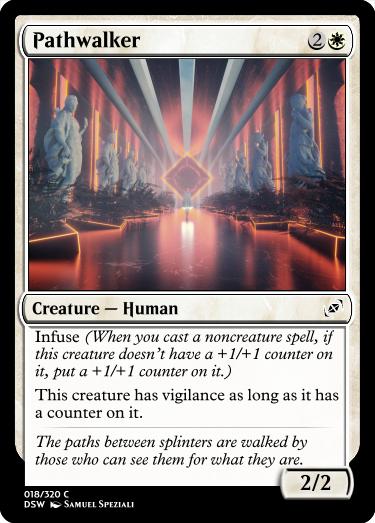 Pathwalker 2
Creature — Human
Infuse (When you cast a noncreature spell, if
this creature doesn't have a +1/+1 counter on
it, put a +1/+1 counter on it.)
This creature has vigilance as long as it has
a counter on it.
The paths between splinters are walked by
those who can see them for what they are.
2/2
018/320 C
DSW Samuel Speziali